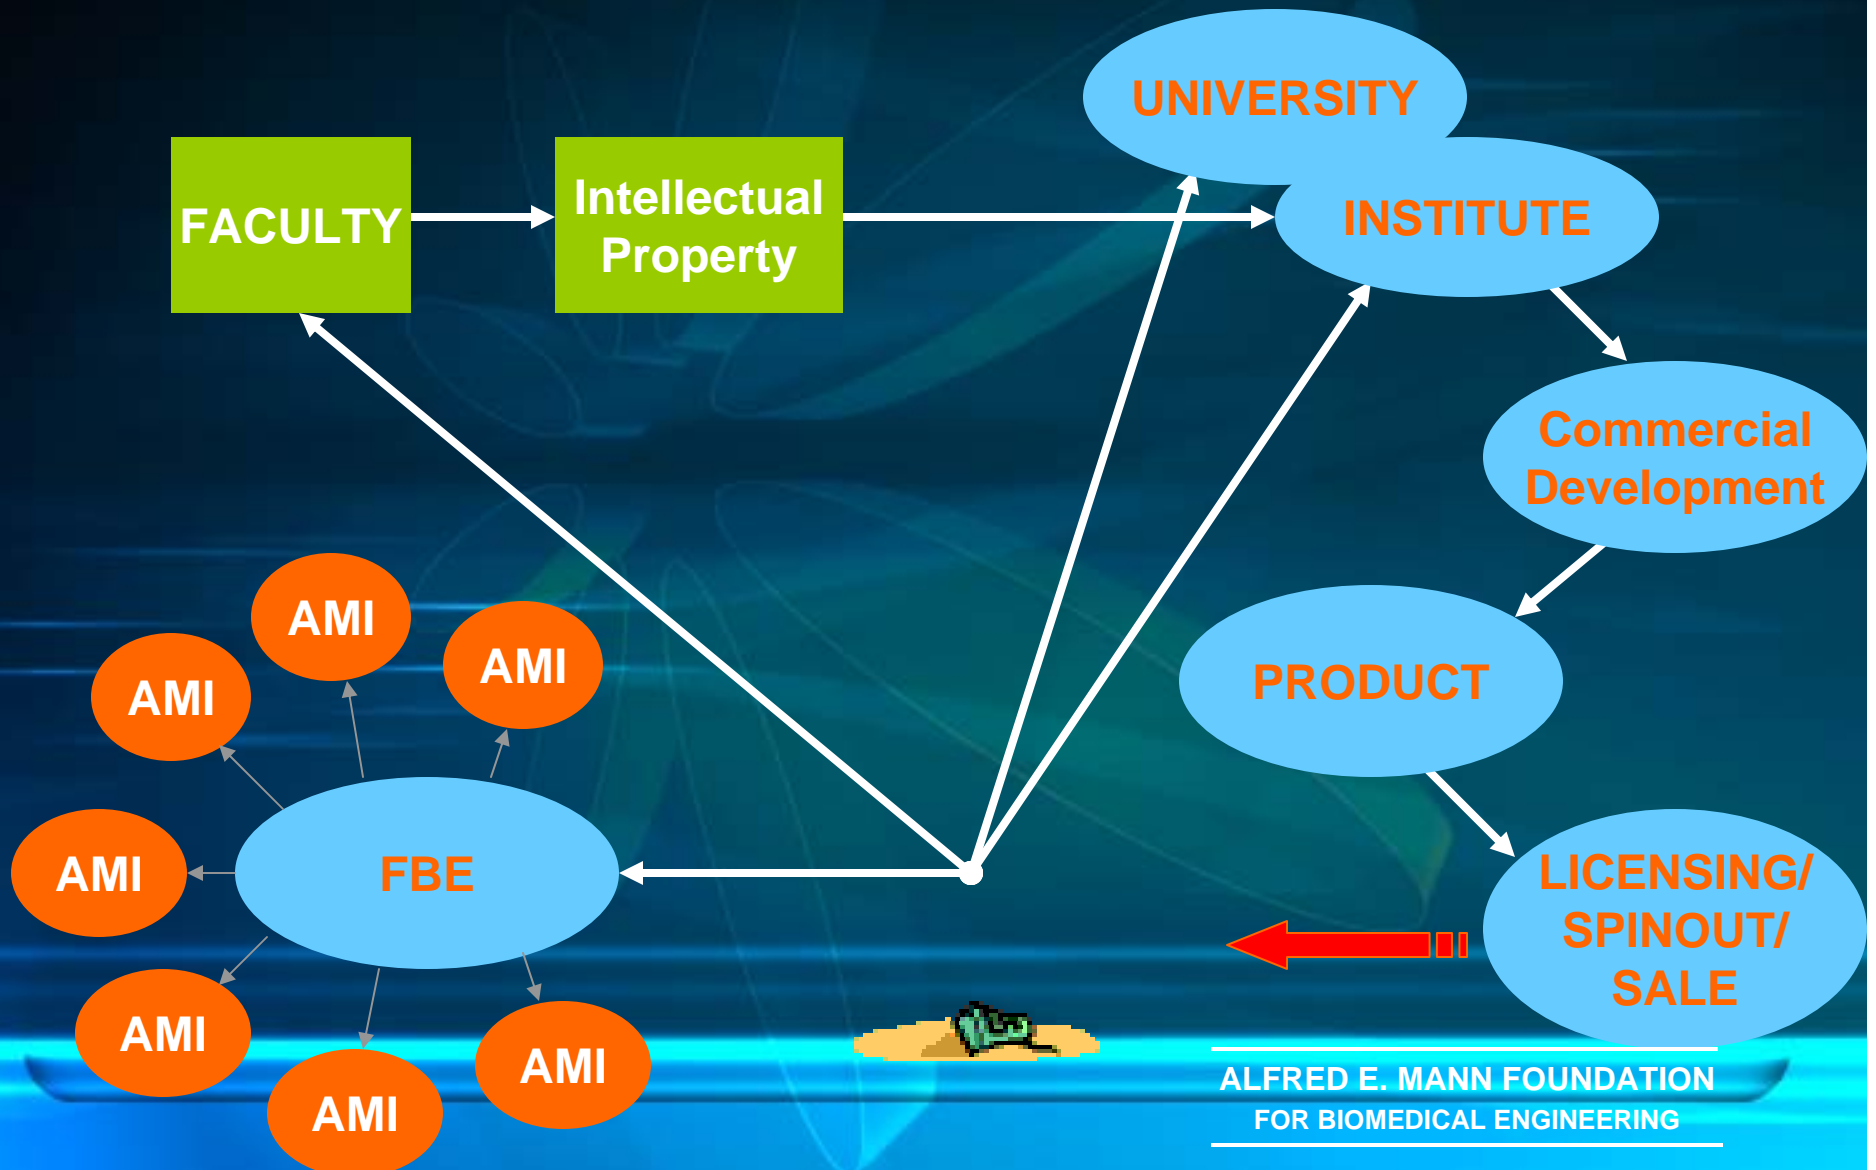 UNIVERSITY
FACULTY
Intellectual
Property
INSTITUTE
Commercial
Development
PRODUCT
LICENSING/
SPINOUT/
SALE
AMI
AMI
AMI
AMI
FBE
AMI
AMI
AMI
ALFRED E. MANN FOUNDATION
FOR BIOMEDICAL ENGINEERING